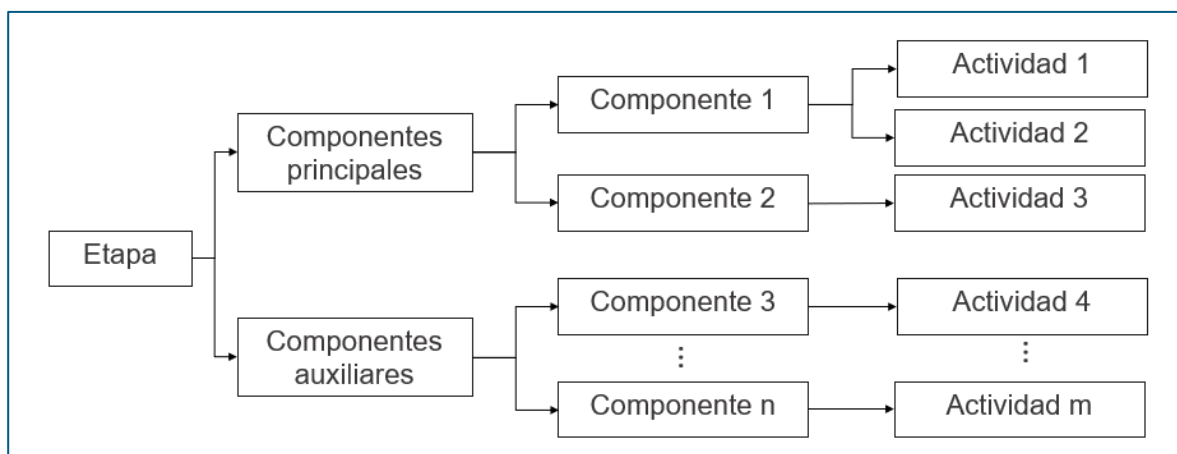 Etapa
Componentes
principales
Componentes
auxiliares
Componente 1
Componente 2
Componente 3
⋮
Componente n
Actividad 1
Actividad 2
Actividad 3
Actividad 4
⋮
Actividad m